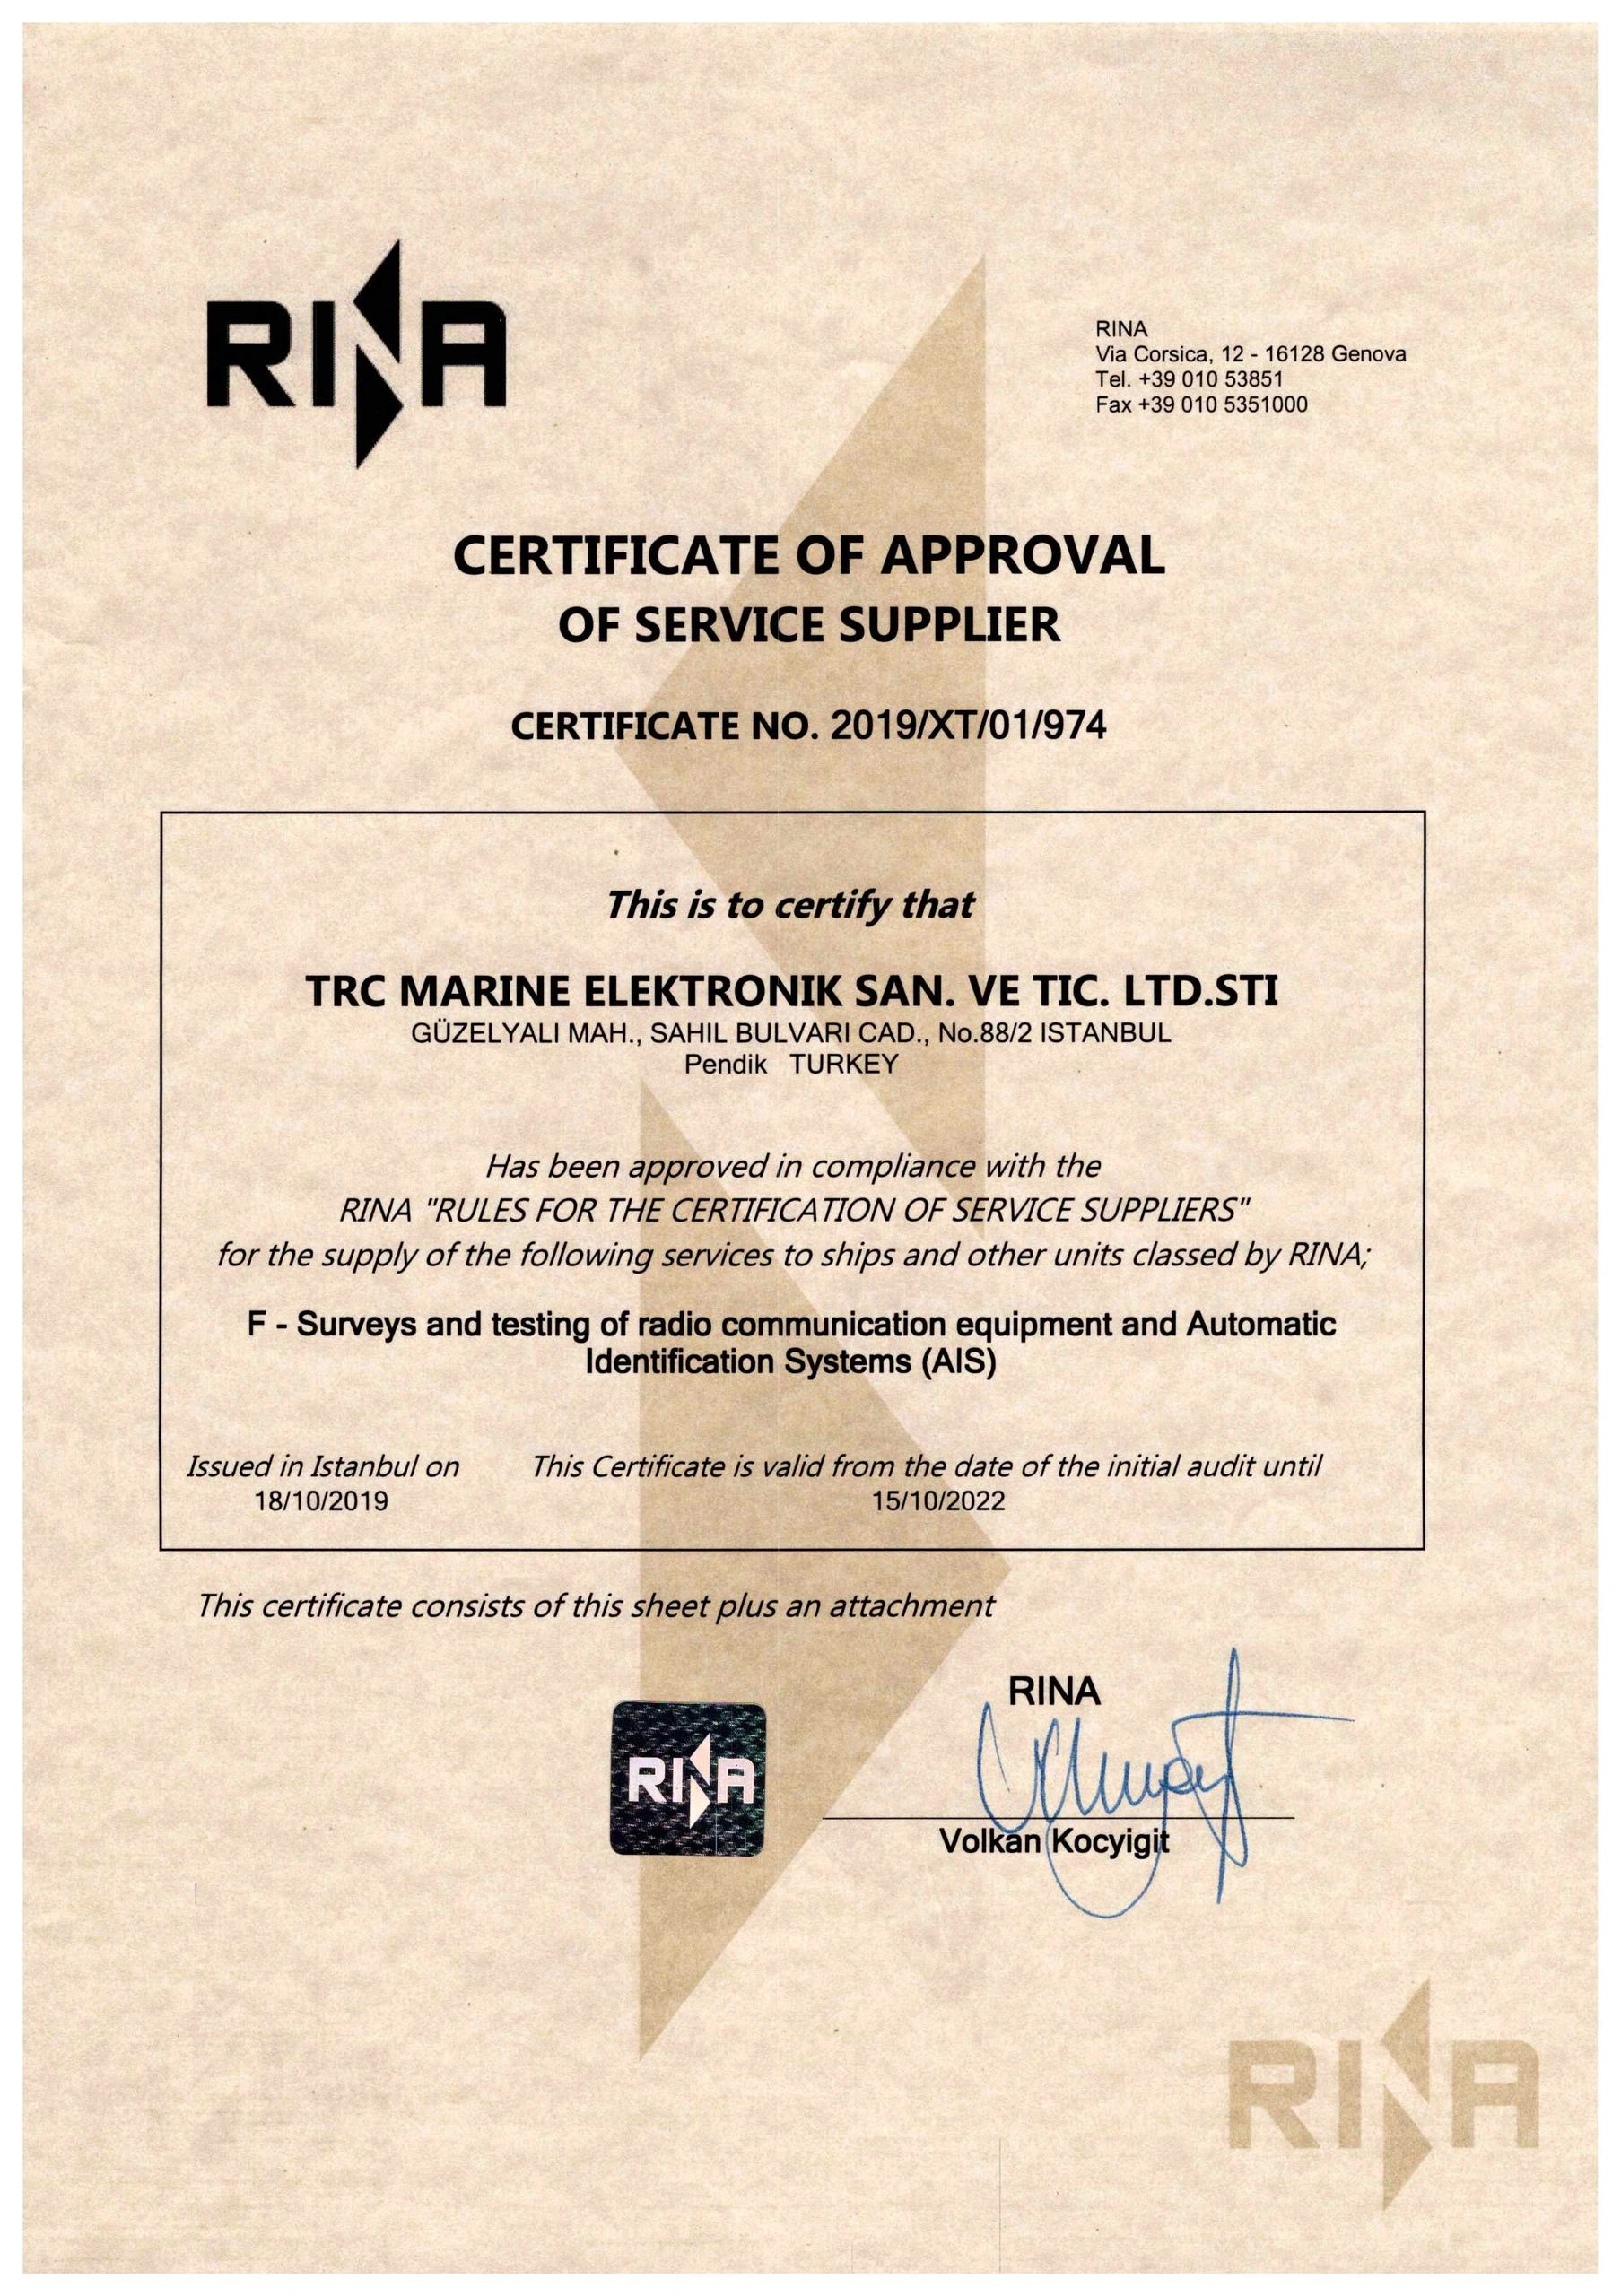 RINA
RINA
Via Corsica, 12 - 16128 Genova
Tel. +39 010 53851
Fax +39 010 5351000
CERTIFICATE OF APPROVAL
OF SERVICE SUPPLIER
CERTIFICATE NO. 2019/XT/01/974
This is to certify that
TRC MARINE ELEKTRONIK SAN. VE TIC. LTD.STI
GÜZELYALI MAH., SAHIL BULVARI CAD., No.88/2 ISTANBUL
Pendik TURKEY
Has been approved in compliance with the
RINA "RULES FOR THE CERTIFICATION OF SERVICE SUPPLIERS"
for the supply of the following services to ships and other units classed by RINA;
F - Surveys and testing of radio communication equipment and Automatic
Identification Systems (AIS)
Issued in Istanbul on This Certificate is valid from the date of the initial audit until
18/10/2019 15/10/2022
This certificate consists of this sheet plus an attachment
RINA
RINA
Volkan Kocyigit
RINA